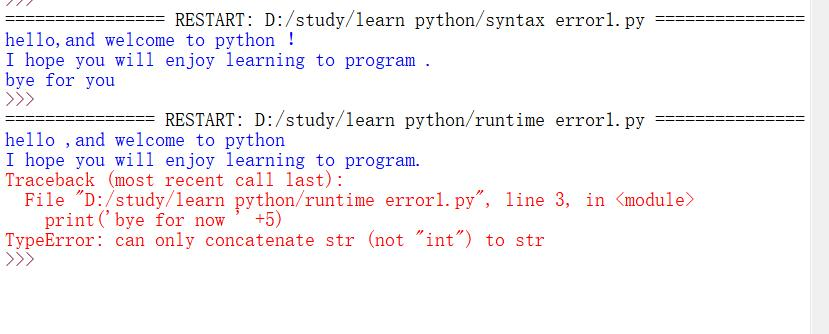 >>>
================ RESTART: D:/study/learn python/syntax error1.py ===============
hello,and welcome to python !
I hope you will enjoy learning to program .
bye for you
>>>
=============== RESTART: D:/study/learn python/runtime error1.py ===============
hello ,and welcome to python
I hope you will enjoy learning to program.
Traceback (most recent call last):
  File "D:/study/learn python/runtime error1.py", line 3, in <module>
    print('bye for now ' +5)
TypeError: can only concatenate str (not "int") to str
>>>